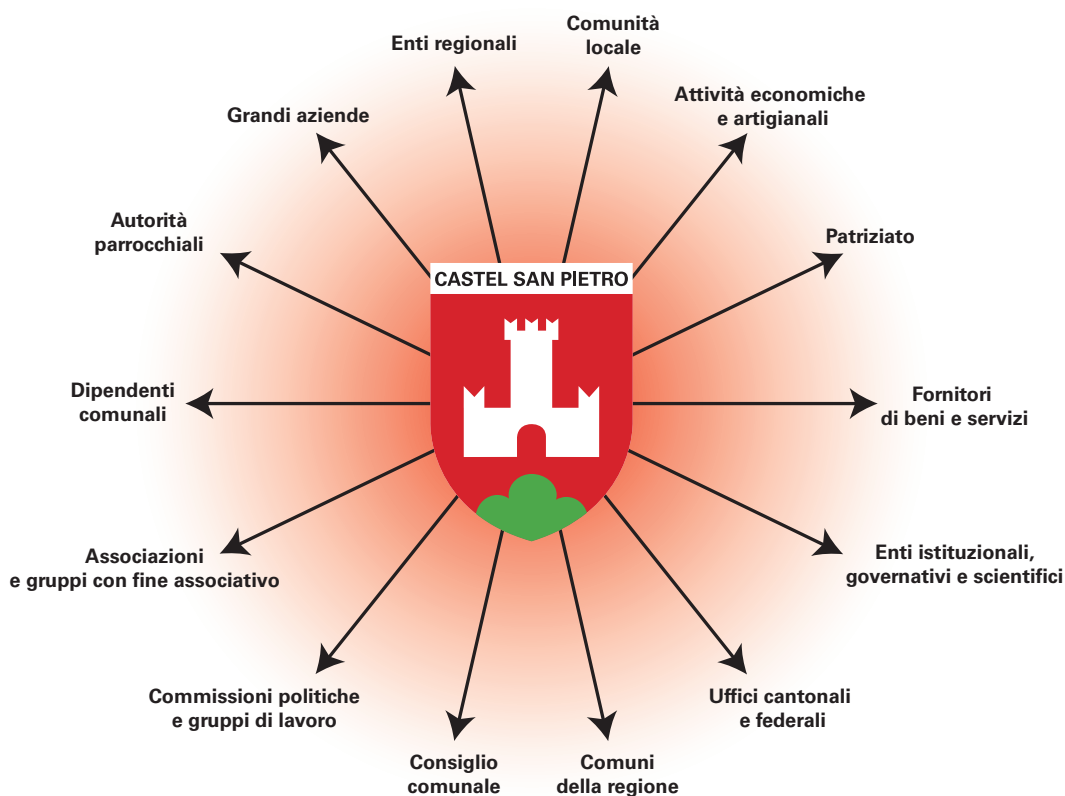 Comunità
locale
Enti regionali
Attività economiche
e artigianali
Grandi aziende
Autorità
parrocchiali
Patriziato
CASTEL SAN PIETRO
Dipendenti
comunali
Fornitori
di beni e servizi
Associazioni
e gruppi con fine associativo
Enti istituzionali,
governativi e scientifici
Commissioni politiche
e gruppi di lavoro
Uffici cantonali
e federali
Consiglio
comunale
Comuni
della regione